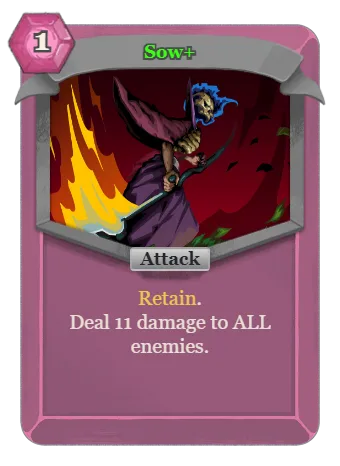 1
Sow+
Attack
Retain.
Deal 11 damage to ALL
enemies.